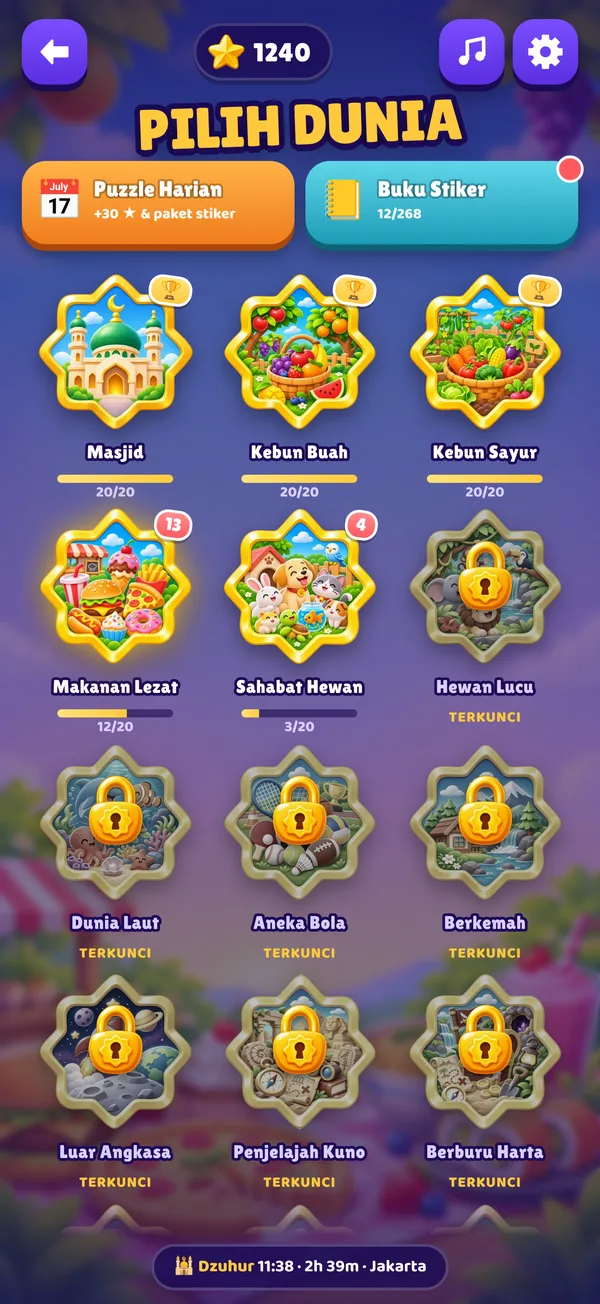 1240
PILIH DUNIA
July
17
Puzzle Harian
+30 ★ & paket stiker
Buku Stiker
12/268
Masjid
20/20
Kebun Buah
20/20
Kebun Sayur
20/20
13
Makanan Lezat
12/20
4
Sahabat Hewan
3/20
Hewan Lucu
TERKUNCI
Dunia Laut
TERKUNCI
Aneka Bola
TERKUNCI
Berkemah
TERKUNCI
Luar Angkasa
TERKUNCI
Penjelajah Kuno
TERKUNCI
Berburu Harta
TERKUNCI
Dzuhur 11:38 · 2h 39m · Jakarta